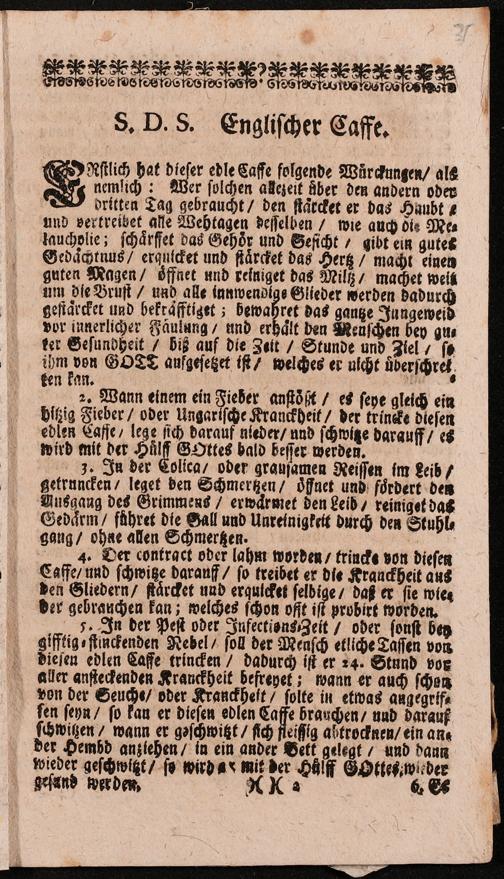 S. D. S. Englischer Caffe.
ERstlich hat dieser edle Caffe folgende Würckungen / als
nemlich : Wer solchen allezeit über den andern oder
dritten Tag gebraucht / den stärcket er das Haubt /
und vertreibet alle Wehtagen desselben / wie auch die Me-
laucholie ; schärffet das Gehör und Gesicht / gibt ein gutes
Gedächtnus / erquicket und stärcket das Hertz / macht einen
guten Magen / öffnet und reiniget das Miltz / machet weit
um die Brust / und alle innwendige Glieder werden dadurch
gestärcket und bekräfftiget ; bewahret das gantze Jungeweid
vor innerlicher Fäulung / und erhält den Menschen bey gu-
ter Gesundheit / biß auf die Zeit / Stunde und Ziel / so
ihm von GOTT aufgesetzet ist / welches er nicht überschrei-
ten kan.
2. Wann einem ein Fieber anstößt / es seye gleich ein
hitzig Fieber / oder Ungarische Kranckheit / der trincke diesen
edlen Caffe / lege sich darauf nieder / und schwitze darauff / es
wird mit der Hülff GOttes bald besser werden.
3. In der Colica / oder grausamen Reissen im Leib /
getruncken / leget den Schmertzen / öffnet und fördert den
Ausgang des Grimmens / erwärmet den Leib / reiniget das
Gedärm / führet die Gall und Unreinigkeit durch den Stuhl-
gang / ohne allen Schmertzen.
4. Der contract oder lahm worden / trincke von diesen
Caffe / und schwitze darauff / so treibet er die Kranckheit aus
den Gliedern / stärcket und erquicket selbige / daß er sie wie-
der gebrauchen kan ; welches schon offt ist probirt worden.
5. In der Pest oder Infections-Zeit / oder sonst bey
gifftig-stinckenden Nebel / soll der Mensch etliche Tassen von
diesen edlen Caffe trincken / dadurch ist er 24. Stund vor
aller ansteckenden Kranckheit befreyet ; wann er auch schon
von der Seuche / oder Kranckheit / solte in etwas angegrif-
fen seyn / so kan er diesen edlen Caffe brauchen / und darauf
schwitzen / wann er geschwitzt / sich fleissig abtrocknen / ein an-
der Hembd anziehen / in ein ander Bett gelegt / und dann
wieder geschwitzt / so wird er mit der Hülff GOttes wieder
gesund werden.
)( )( 2 6. Es